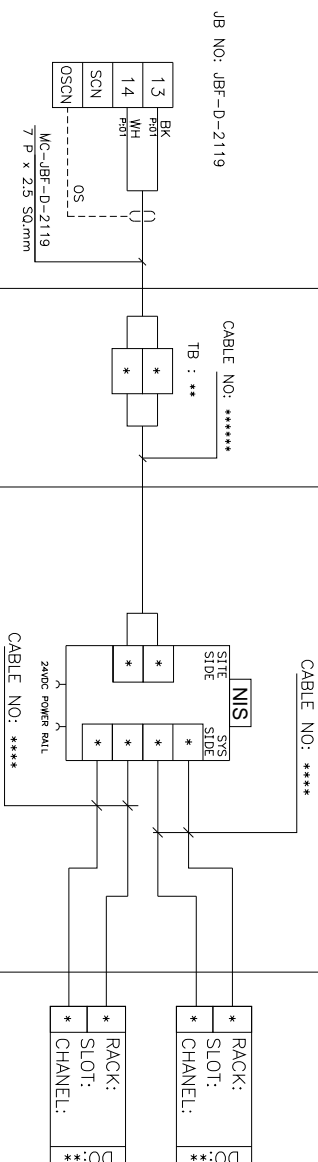 JB NO: JBF-D-2119
13
14
SCN
OSCN
BK
P:01
WH
P:01
OS
MC-JBF-D-2119
7 P x 2.5 SQ.mm
CABLE NO: ******
TB : **
*
*
CABLE NO: ****
NIS
SITE SIDE
SYS SIDE
*
*
*
*
*
*
24VDC POWER RAIL
CABLE NO: ****
*
*
RACK:
SLOT:
CHANEL:
**
*
*
RACK:
SLOT:
CHANEL:
**